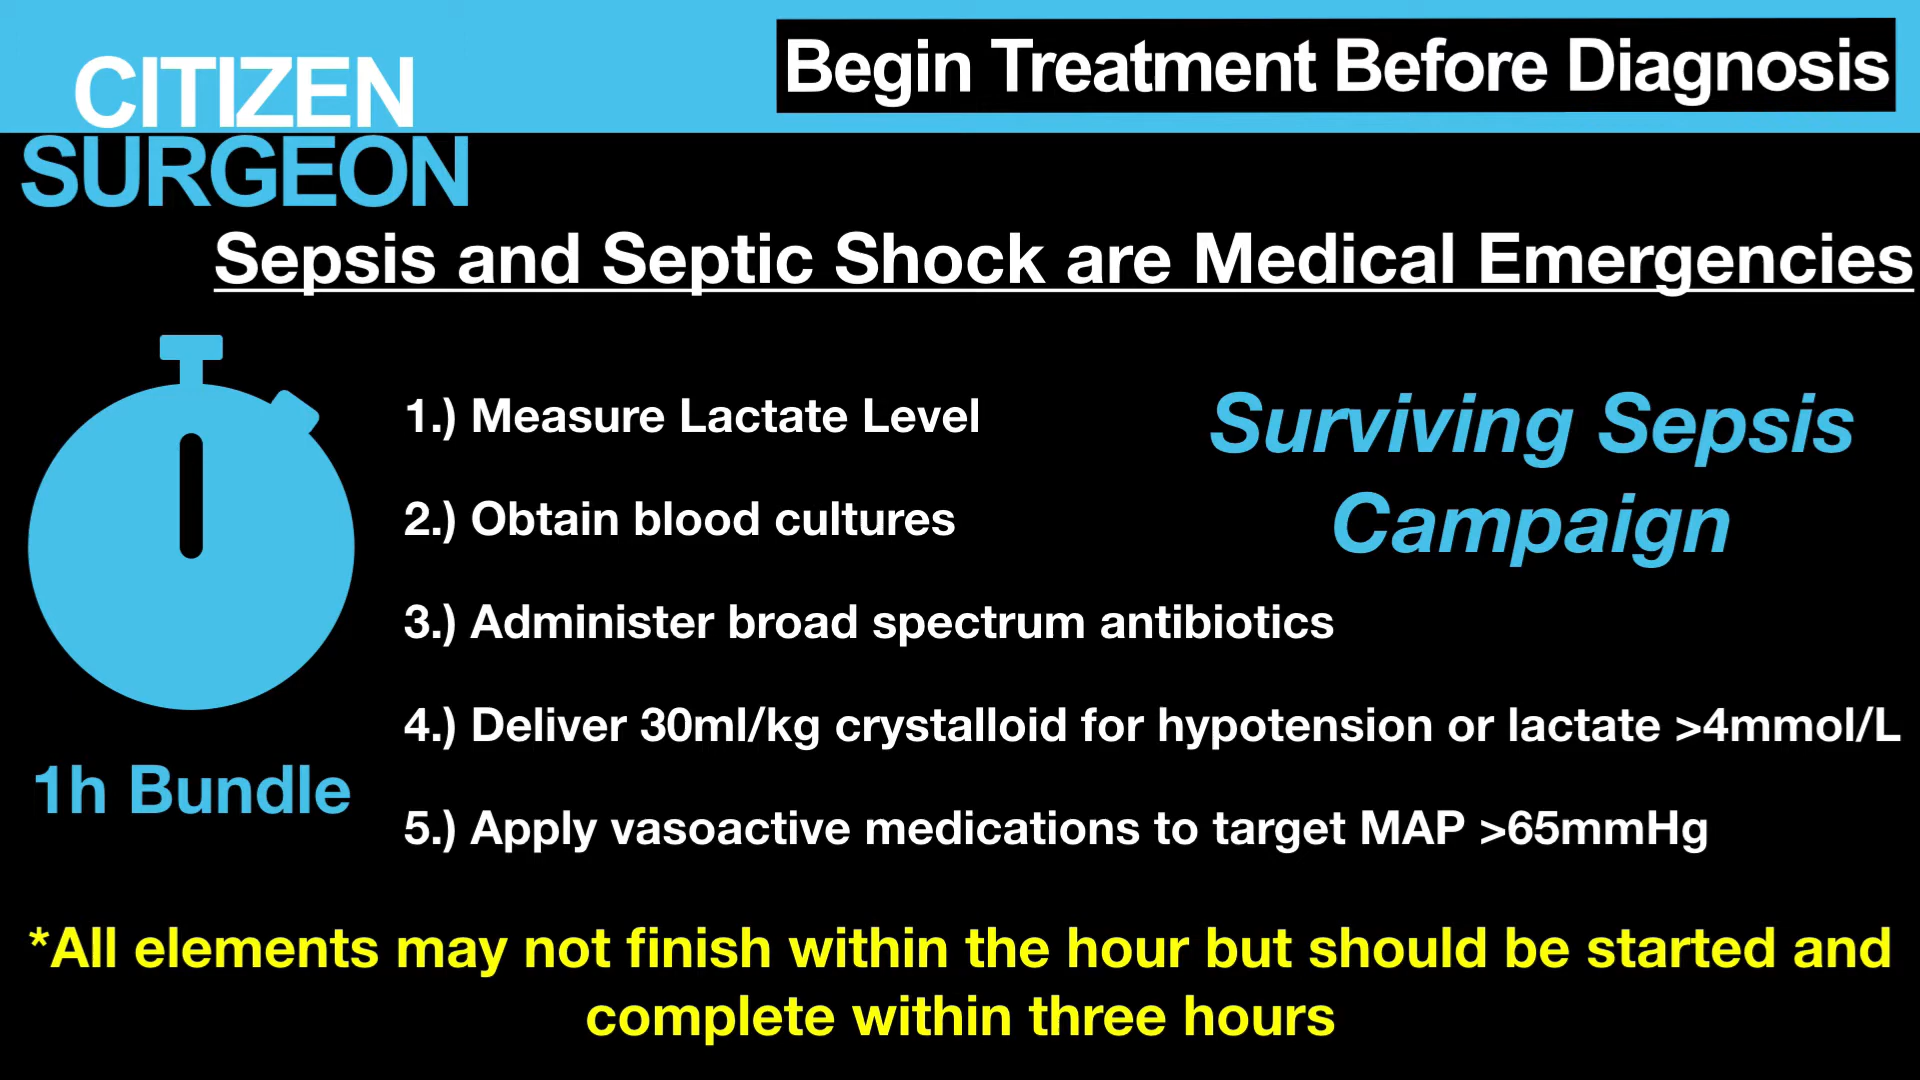 CITIZEN
SURGEON
Begin Treatment Before Diagnosis
Sepsis and Septic Shock are Medical Emergencies
1h Bundle
1.) Measure Lactate Level
2.) Obtain blood cultures
3.) Administer broad spectrum antibiotics
4.) Deliver 30ml/kg crystalloid for hypotension or lactate >4mmol/L
5.) Apply vasoactive medications to target MAP >65mmHg
Surviving Sepsis
Campaign
*All elements may not finish within the hour but should be started and
complete within three hours